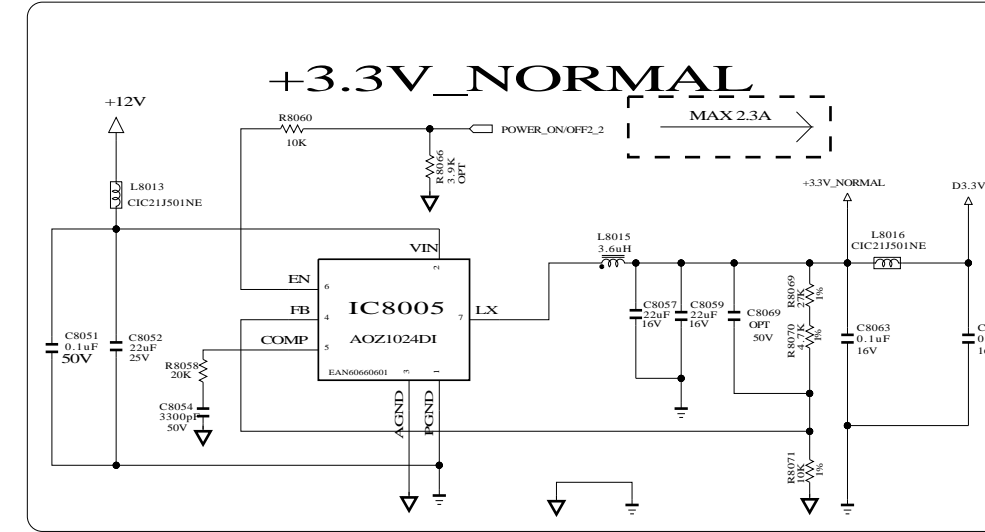 +3.3V_NORMAL
+12V
R8060
10K
POWER_ON/OFF2_2
MAX 2.3A
R8066
3.9K
OPT
L8013
CIC21J501NE
+3.3V_NORMAL
D3.3V
L8016
CIC21J501NE
L8015
3.6uH
VIN
2
EN
6
FB
4
COMP
5
IC8005
AOZ1024DI
EAN60660601
LX
7
3
1
AGND
PGND
C8051
0.1uF
50V
C8052
22uF
25V
R8058
20K
C8054
3300pF
50V
C8057
22uF
16V
C8059
22uF
16V
C8069
OPT
50V
R8069
27K
1%
R8070
4.7K
1%
C8063
0.1uF
16V
R8071
10K
1%